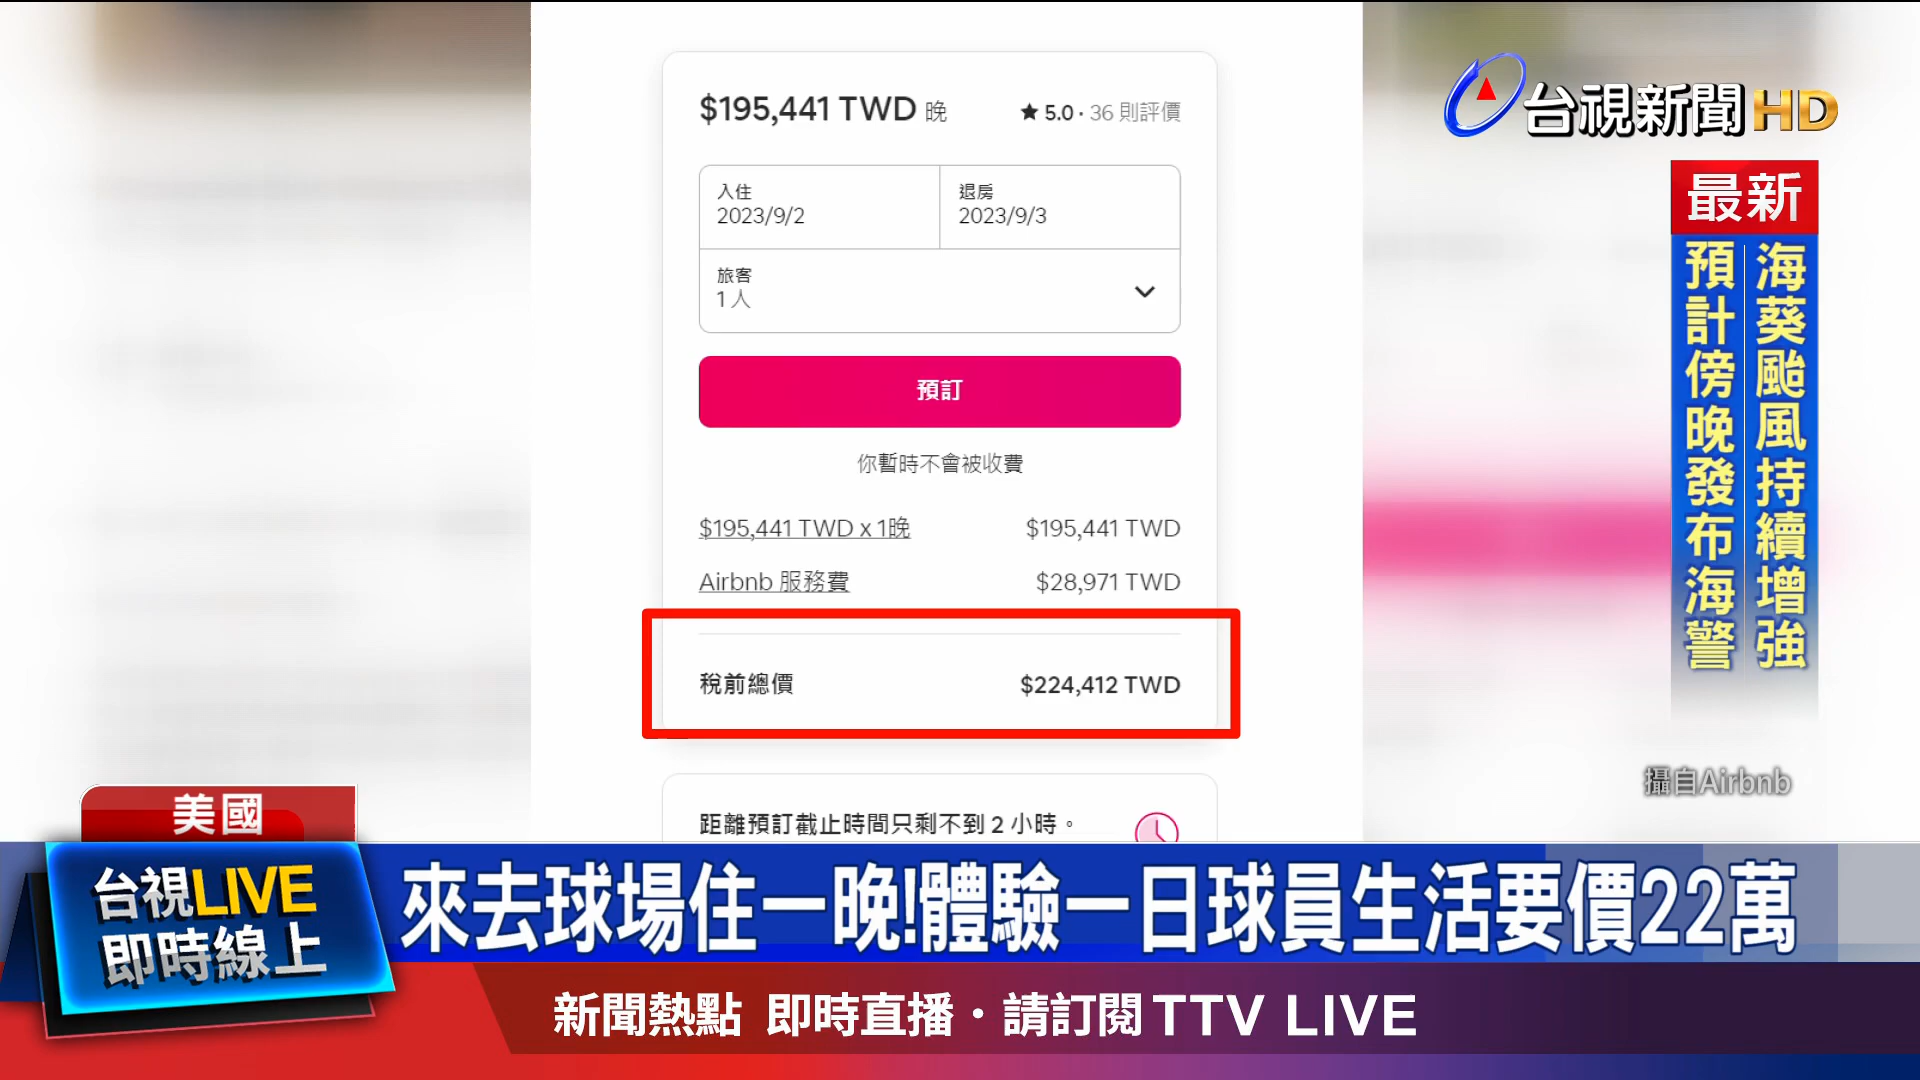 $195,441 TWD 晚
★ 5.0 · 36 則評價
入住
2023/9/2
退房
2023/9/3
旅客
1 人
預訂
你暫時不會被收費
$195,441 TWD x 1晚
$195,441 TWD
Airbnb 服務費
$28,971 TWD
稅前總價
$224,412 TWD
距離預訂截止時間只剩不到 2 小時。
台視新聞HD
最新
海葵颱風持續增強
預計傍晚發布海警
攝自Airbnb
美國
台視LIVE
即時線上
來去球場住一晚!體驗一日球員生活要價22萬
新聞熱點 即時直播・請訂閱TTV LIVE